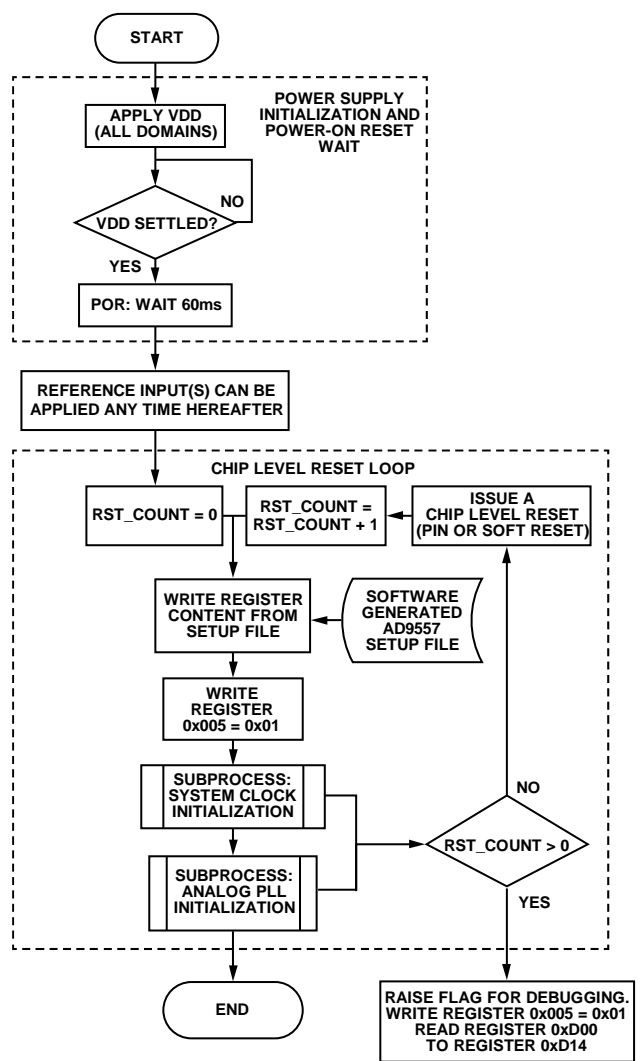 START
POWER SUPPLY
INITIALIZATION AND
POWER-ON RESET
WAIT
APPLY VDD
(ALL DOMAINS)
NO
VDD SETTLED?
YES
POR: WAIT 60ms
REFERENCE INPUT(S) CAN BE
APPLIED ANY TIME HEREAFTER
CHIP LEVEL RESET LOOP
RST_COUNT = 0
RST_COUNT =
RST_COUNT + 1
ISSUE A
CHIP LEVEL RESET
(PIN OR SOFT RESET)
WRITE REGISTER
CONTENT FROM
SETUP FILE
SOFTWARE
GENERATED
AD9557
SETUP FILE
WRITE
REGISTER
0x005 = 0x01
SUBPROCESS:
SYSTEM CLOCK
INITIALIZATION
NO
RST_COUNT > 0
SUBPROCESS:
ANALOG PLL
INITIALIZATION
YES
END
RAISE FLAG FOR DEBUGGING.
WRITE REGISTER 0x005 = 0x01
READ REGISTER 0xD00
TO REGISTER 0xD14